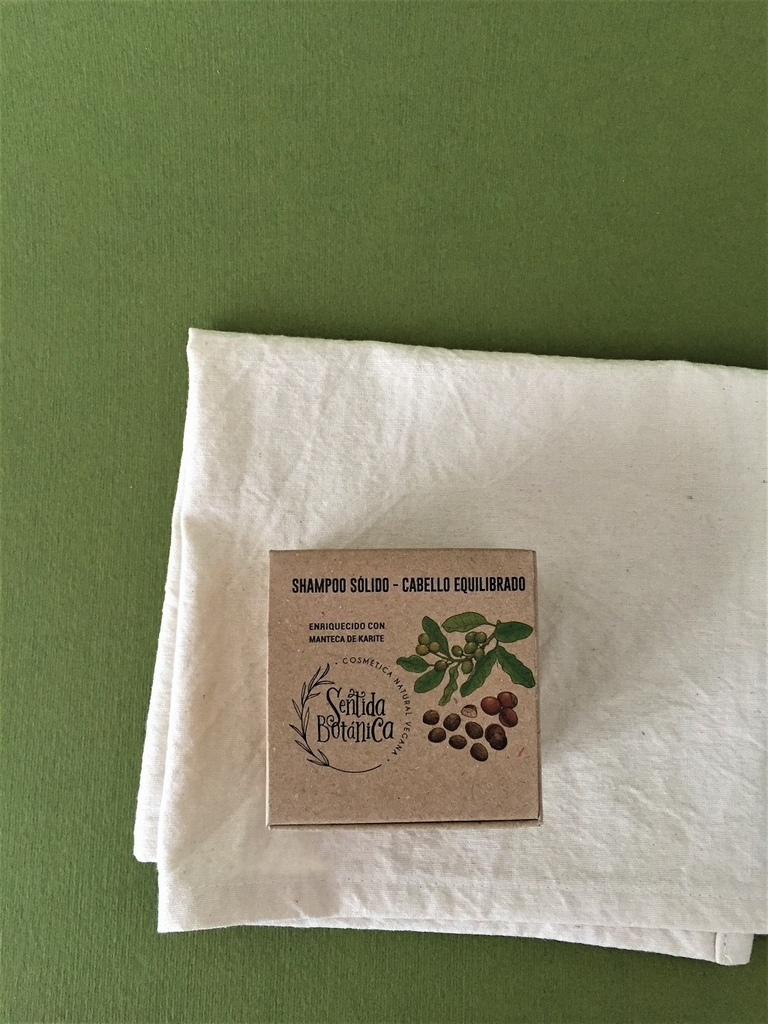 SHAMPOO SÓLIDO - CABELLO EQUILIBRADO
ENRIQUECIDO CON
MANTECA DE KARITE
· COSMÉTICA NATURAL VEGANA ·
Sentida
Botánica